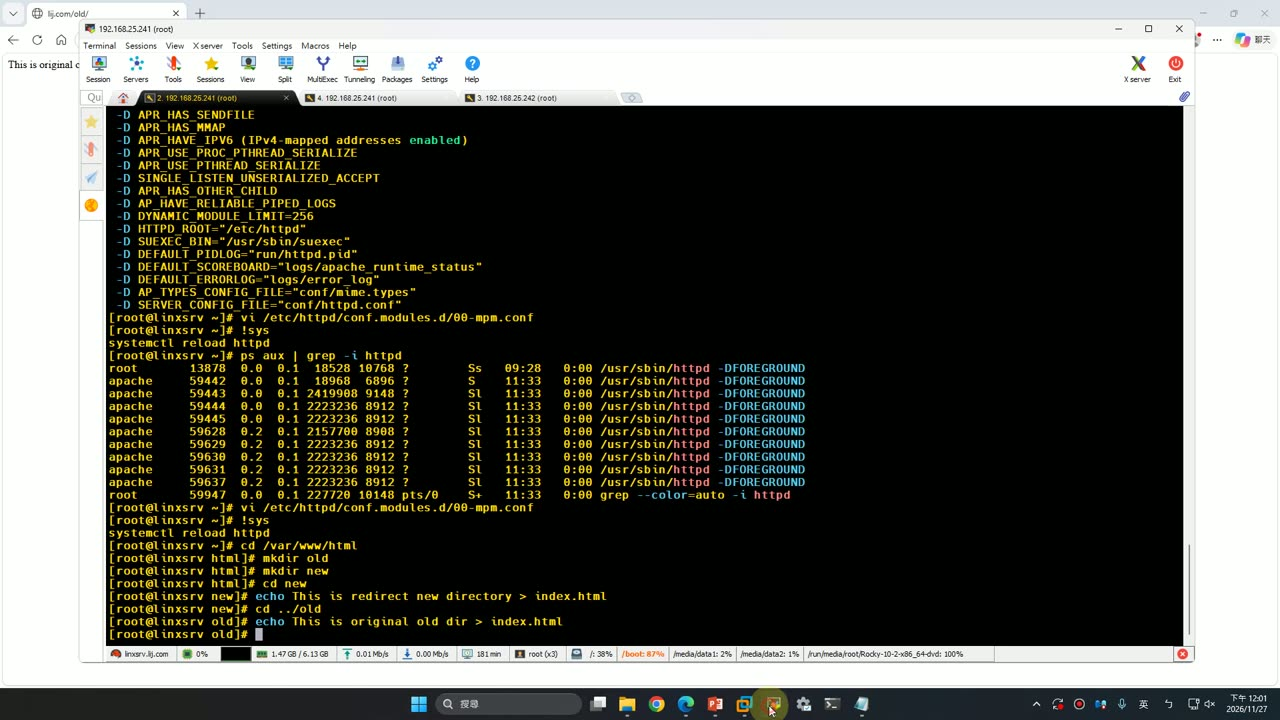 lij.com/old/
This is original c
聊天
192.168.25.241 (root)
Terminal Sessions View X server Tools Settings Macros Help
Session Servers Tools Sessions View Split MultiExec Tunneling Packages Settings Help X server Exit
Qu
2. 192.168.25.241 (root) 4. 192.168.25.241 (root) 3. 192.168.25.242 (root)
-D APR_HAS_SENDFILE
-D APR_HAS_MMAP
-D APR_HAVE_IPV6 (IPv4-mapped addresses enabled)
-D APR_USE_PROC_PTHREAD_SERIALIZE
-D APR_USE_PTHREAD_SERIALIZE
-D SINGLE_LISTEN_UNSERIALIZED_ACCEPT
-D APR_HAS_OTHER_CHILD
-D AP_HAVE_RELIABLE_PIPED_LOGS
-D DYNAMIC_MODULE_LIMIT=256
-D HTTPD_ROOT="/etc/httpd"
-D SUEXEC_BIN="/usr/sbin/suexec"
-D DEFAULT_PIDLOG="run/httpd.pid"
-D DEFAULT_SCOREBOARD="logs/apache_runtime_status"
-D DEFAULT_ERRORLOG="logs/error_log"
-D AP_TYPES_CONFIG_FILE="conf/mime.types"
-D SERVER_CONFIG_FILE="conf/httpd.conf"
[root@linxsrv ~]# vi /etc/httpd/conf.modules.d/00-mpm.conf
[root@linxsrv ~]# !sys
systemctl reload httpd
[root@linxsrv ~]# ps aux | grep -i httpd
root 13878 0.0 0.1 18528 10768 ? Ss 09:28 0:00 /usr/sbin/httpd -DFOREGROUND
apache 59442 0.0 0.1 18968 6896 ? S 11:33 0:00 /usr/sbin/httpd -DFOREGROUND
apache 59443 0.0 0.1 2419908 9148 ? Sl 11:33 0:00 /usr/sbin/httpd -DFOREGROUND
apache 59444 0.0 0.1 2223236 8912 ? Sl 11:33 0:00 /usr/sbin/httpd -DFOREGROUND
apache 59445 0.0 0.1 2223236 8912 ? Sl 11:33 0:00 /usr/sbin/httpd -DFOREGROUND
apache 59628 0.2 0.1 2157700 8908 ? Sl 11:33 0:00 /usr/sbin/httpd -DFOREGROUND
apache 59629 0.2 0.1 2223236 8912 ? Sl 11:33 0:00 /usr/sbin/httpd -DFOREGROUND
apache 59630 0.2 0.1 2223236 8912 ? Sl 11:33 0:00 /usr/sbin/httpd -DFOREGROUND
apache 59631 0.2 0.1 2223236 8912 ? Sl 11:33 0:00 /usr/sbin/httpd -DFOREGROUND
apache 59637 0.2 0.1 2223236 8912 ? Sl 11:33 0:00 /usr/sbin/httpd -DFOREGROUND
root 59947 0.0 0.1 227720 10148 pts/0 S+ 11:33 0:00 grep --color=auto -i httpd
[root@linxsrv ~]# vi /etc/httpd/conf.modules.d/00-mpm.conf
[root@linxsrv ~]# !sys
systemctl reload httpd
[root@linxsrv ~]# cd /var/www/html
[root@linxsrv html]# mkdir old
[root@linxsrv html]# mkdir new
[root@linxsrv html]# cd new
[root@linxsrv new]# echo This is redirect new directory > index.html
[root@linxsrv new]# cd ../old
[root@linxsrv old]# echo This is original old dir > index.html
[root@linxsrv old]#
linxsrv.lij.com 0% 1.47 GB / 6.13 GB 0.01 Mb/s 0.00 Mb/s 181 min root (x3) /: 38% /boot: 87% /media/data1: 2% /media/data2: 1% /run/media/root/Rocky-10-2-x86_64-dvd: 100%
搜尋
英
下午 12:01
2026/11/27